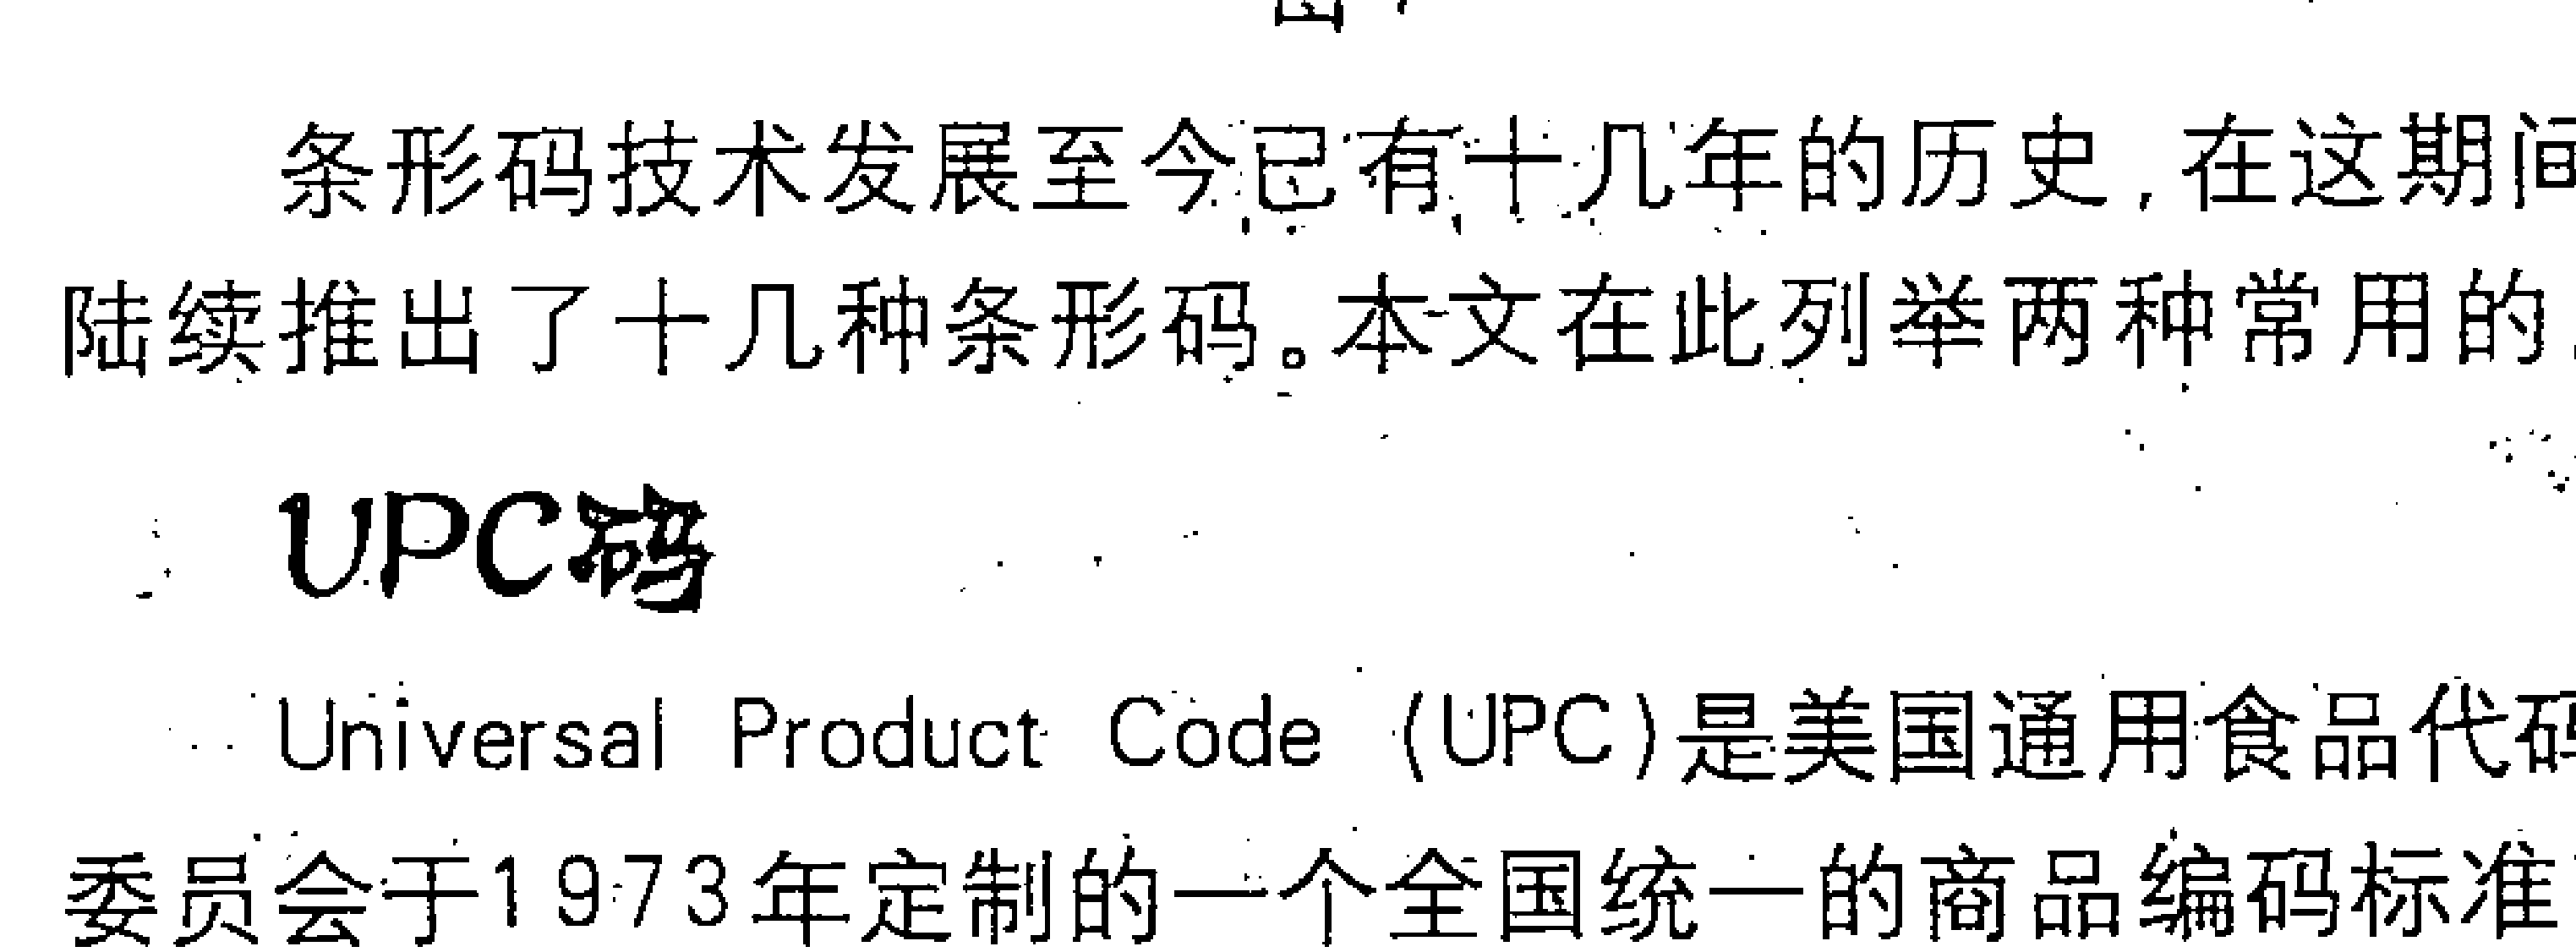 条形码技术发展至今已有十几年的历史,在这期间
陆续推出了十几种条形码。本文在此列举两种常用的
UPC码
Universal Product Code (UPC)是美国通用食品代码
委员会于1973年定制的一个全国统一的商品编码标准